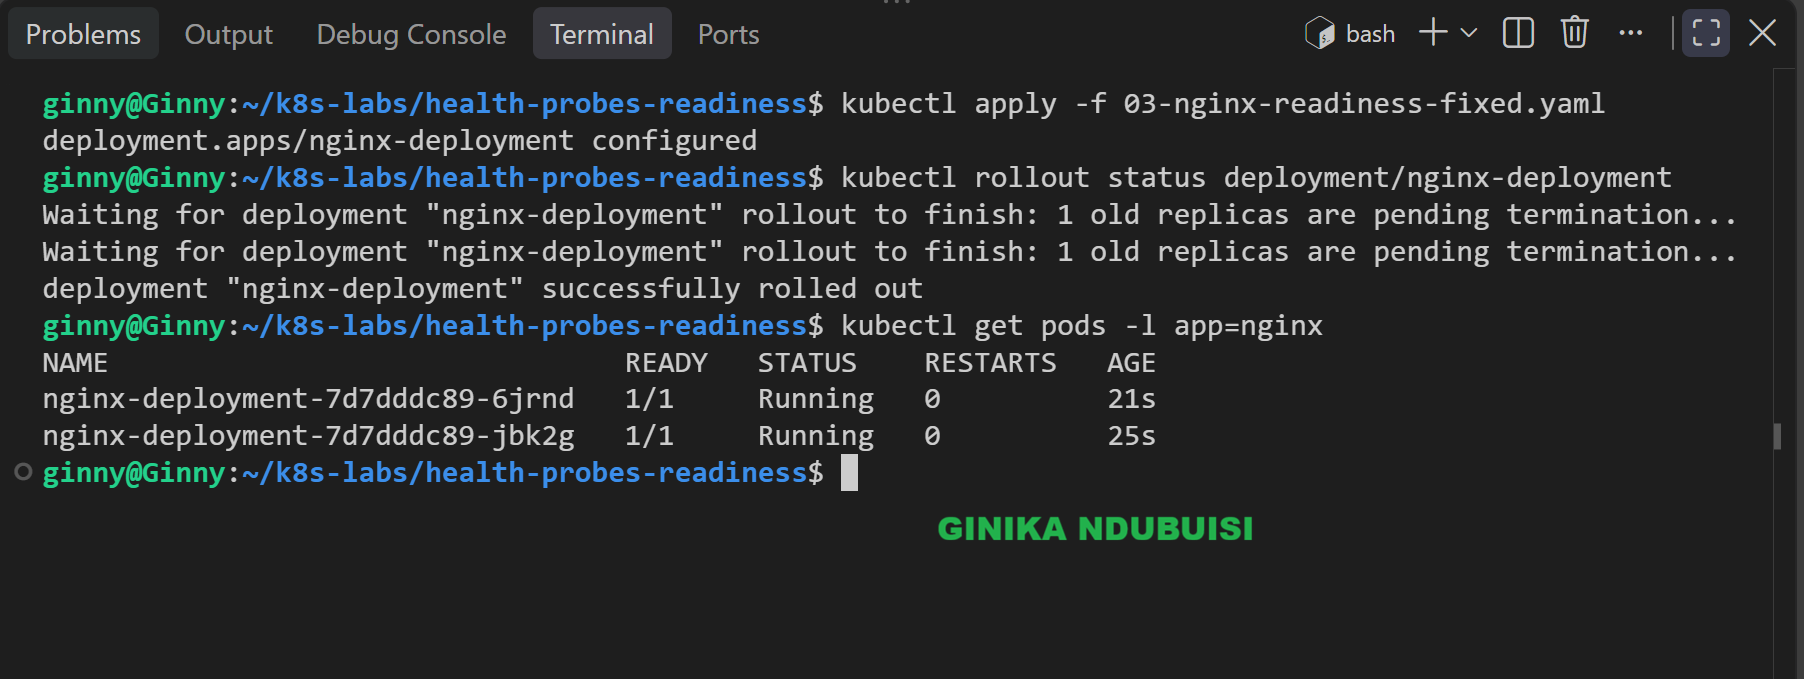 Problems Output Debug Console Terminal Ports bash
ginny@Ginny:~/k8s-labs/health-probes-readiness$ kubectl apply -f 03-nginx-readiness-fixed.yaml
deployment.apps/nginx-deployment configured
ginny@Ginny:~/k8s-labs/health-probes-readiness$ kubectl rollout status deployment/nginx-deployment
Waiting for deployment "nginx-deployment" rollout to finish: 1 old replicas are pending termination...
Waiting for deployment "nginx-deployment" rollout to finish: 1 old replicas are pending termination...
deployment "nginx-deployment" successfully rolled out
ginny@Ginny:~/k8s-labs/health-probes-readiness$ kubectl get pods -l app=nginx
NAME READY STATUS RESTARTS AGE
nginx-deployment-7d7dddc89-6jrnd 1/1 Running 0 21s
nginx-deployment-7d7dddc89-jbk2g 1/1 Running 0 25s
ginny@Ginny:~/k8s-labs/health-probes-readiness$
GINIKA NDUBUISI